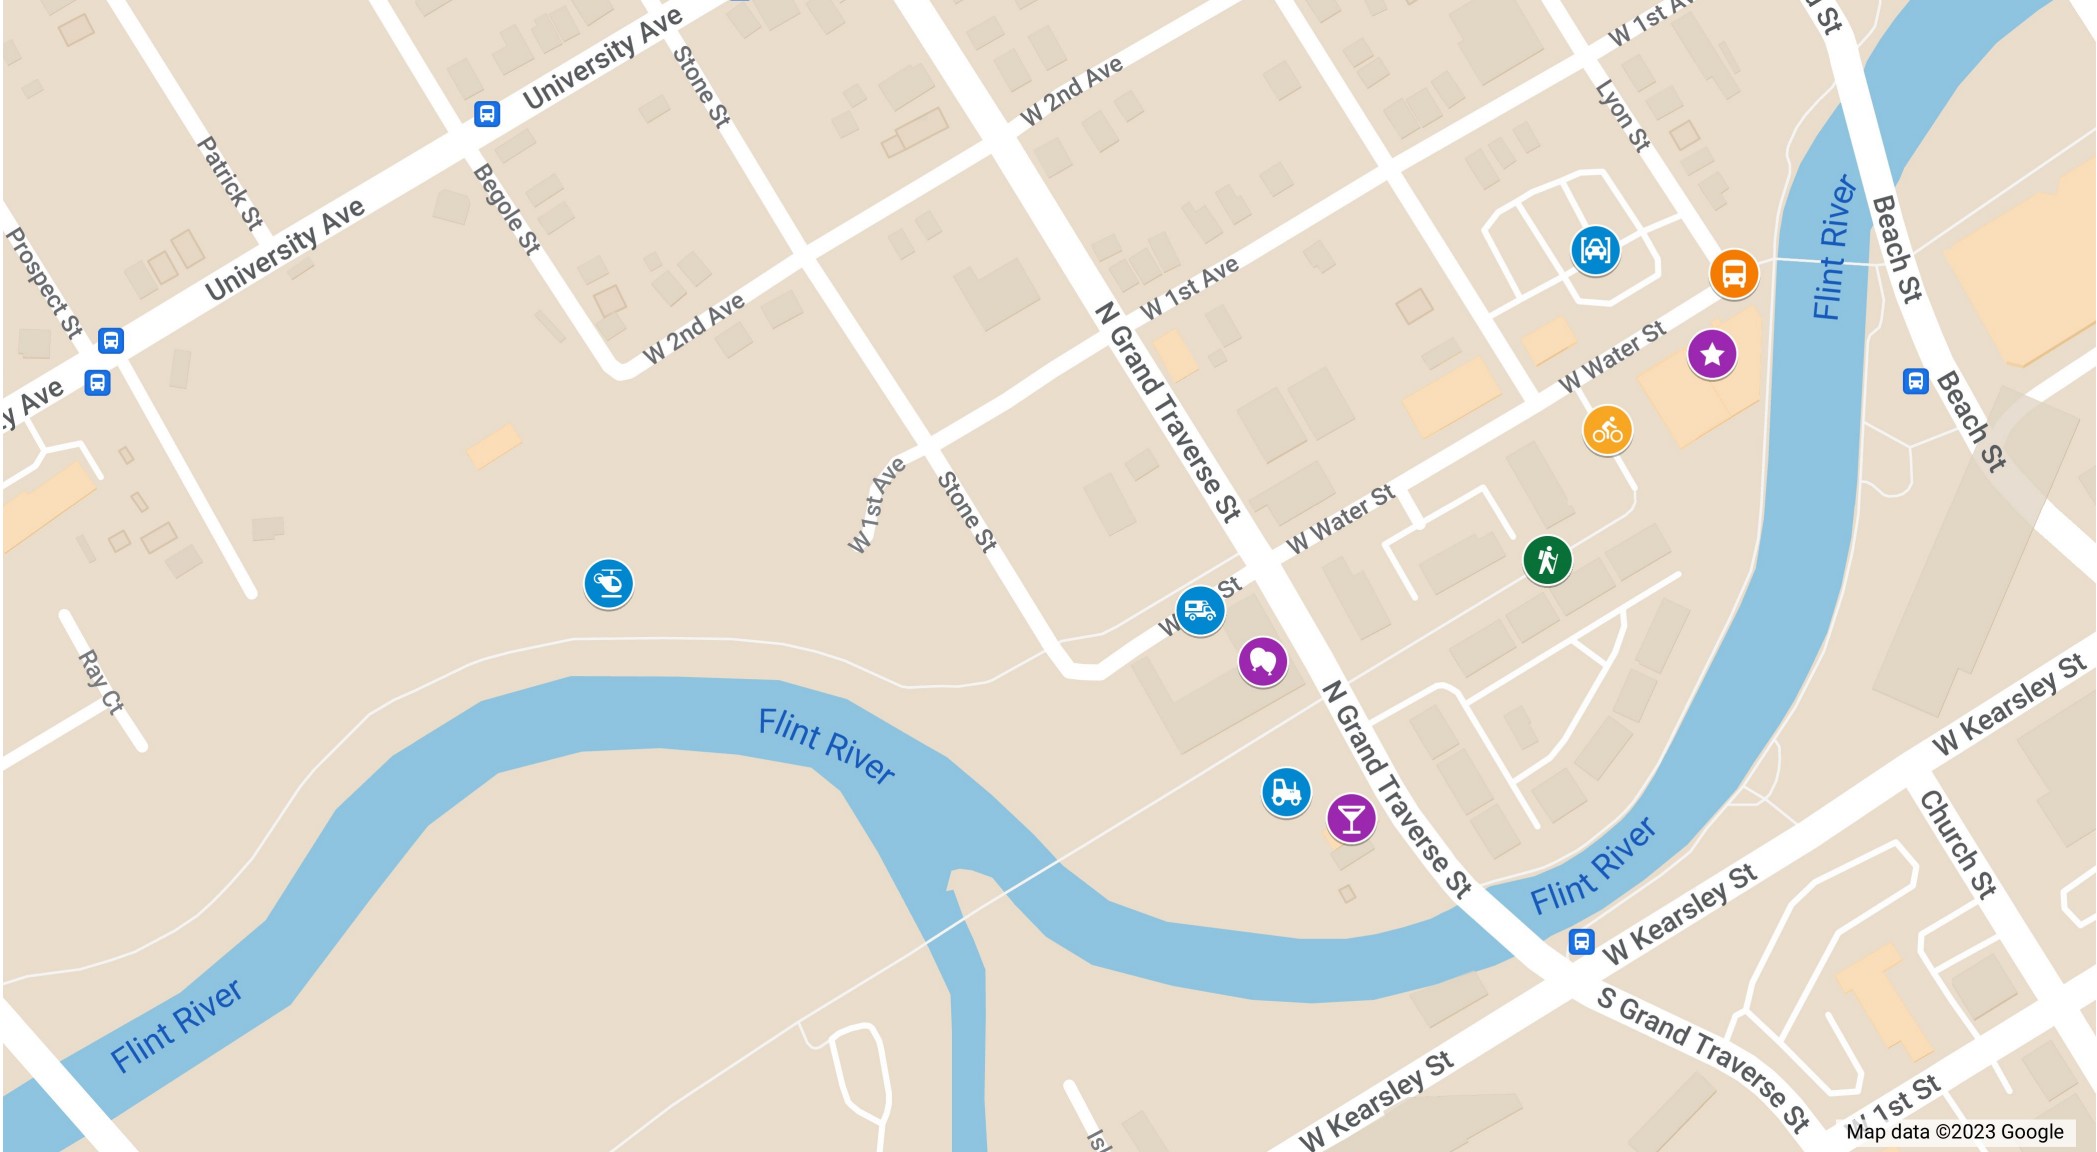 University Ave
W 1st Av
d St
Stone St
W 2nd Ave
Lyon St
Patrick St
University Ave
Begole St
Flint River
Beach St
Prospect St
W 1st Ave
W 2nd Ave
N Grand Traverse St
W Water St
y Ave
Beach St
W 1st Ave
Stone St
W Water St
St
W
Ray Ct
N Grand Traverse St
W Kearsley St
Flint River
Flint River
W Kearsley St
Church St
Flint River
S Grand Traverse St
W Kearsley St
W 1st St
Isl
Map data ©2023 Google